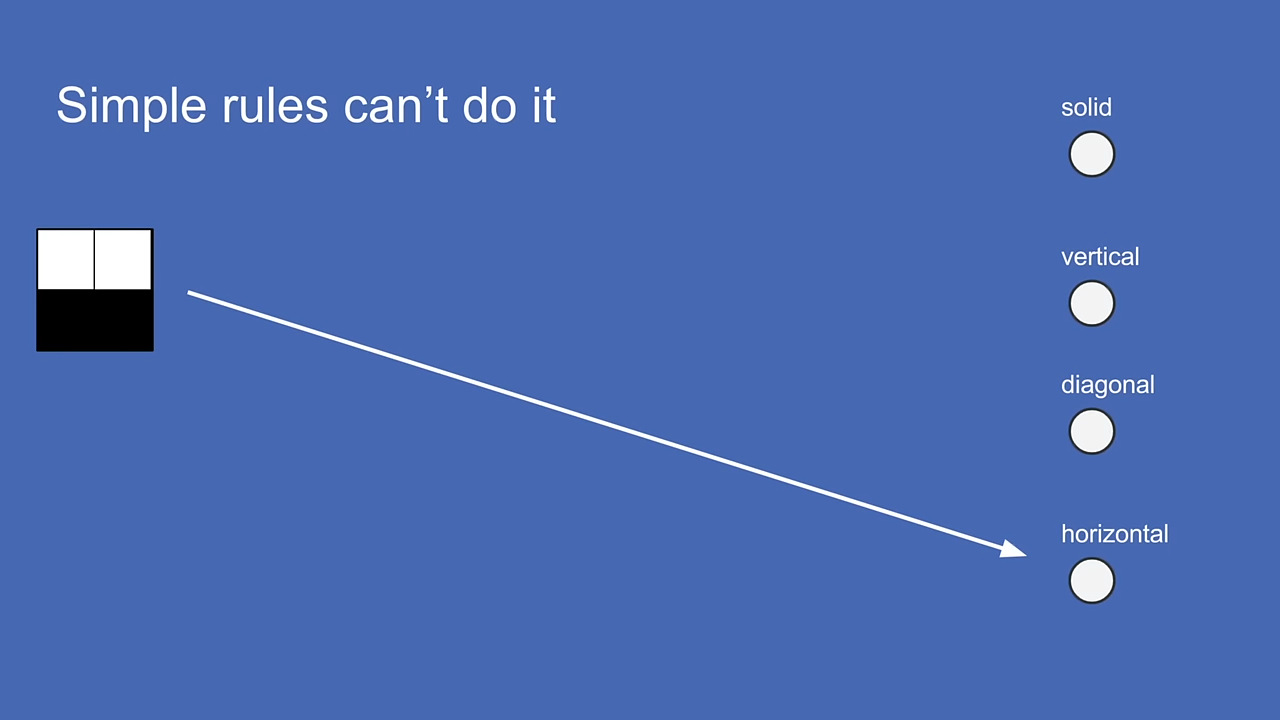 Simple rules can’t do it
solid
vertical
diagonal
horizontal